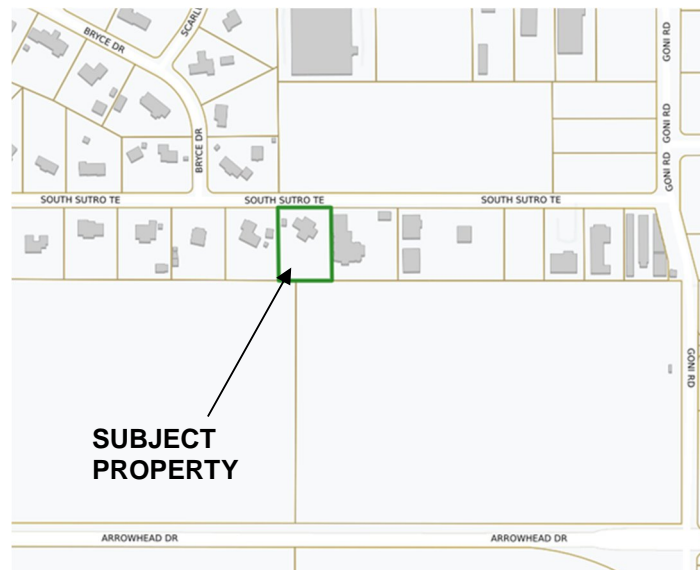 BRYCE DR
SCARL
GONI RD
GONI RD
BRYCE DR
GONI RD
SOUTH SUTRO TE
SOUTH SUTRO TE
SOUTH SUTRO TE
GONI RD
SUBJECT
PROPERTY
ARROWHEAD DR
ARROWHEAD DR